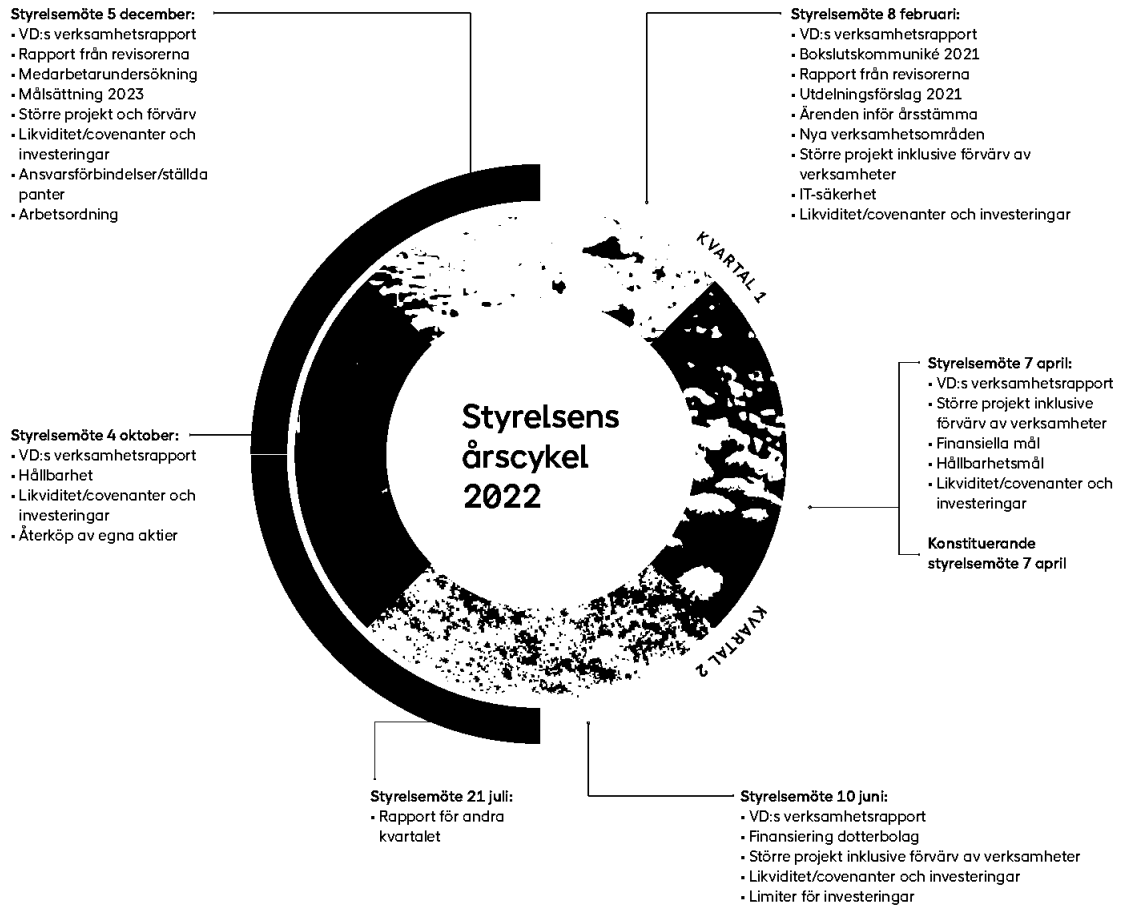 Styrelsemöte 5 december:
▪ VD:s verksamhetsrapport
▪ Rapport från revisorerna
▪ Medarbetarundersökning
▪ Målsättning 2023
▪ Större projekt och förvärv
▪ Likviditet/covenanter och
investeringar
▪ Ansvarsförbindelser/ställda
panter
▪ Arbetsordning
Styrelsemöte 8 februari:
▪ VD:s verksamhetsrapport
▪ Bokslutskommuniké 2021
▪ Rapport från revisorerna
▪ Utdelningsförslag 2021
▪ Ärenden inför årsstämma
▪ Nya verksamhetsområden
▪ Större projekt inklusive förvärv av
verksamheter
▪ IT-säkerhet
▪ Likviditet/covenanter och investeringar
KVARTAL 1
Styrelsemöte 7 april:
▪ VD:s verksamhetsrapport
▪ Större projekt inklusive
förvärv av verksamheter
▪ Finansiella mål
▪ Hållbarhetsmål
▪ Likviditet/covenanter och
investeringar
Konstituerande
styrelsemöte 7 april
Styrelsens
årscykel
2022
Styrelsemöte 4 oktober:
▪ VD:s verksamhetsrapport
▪ Hållbarhet
▪ Likviditet/covenanter och
investeringar
▪ Återköp av egna aktier
KVARTAL 2
Styrelsemöte 21 juli:
▪ Rapport för andra
kvartalet
Styrelsemöte 10 juni:
▪ VD:s verksamhetsrapport
▪ Finansiering dotterbolag
▪ Större projekt inklusive förvärv av verksamheter
▪ Likviditet/covenanter och investeringar
▪ Limiter för investeringar